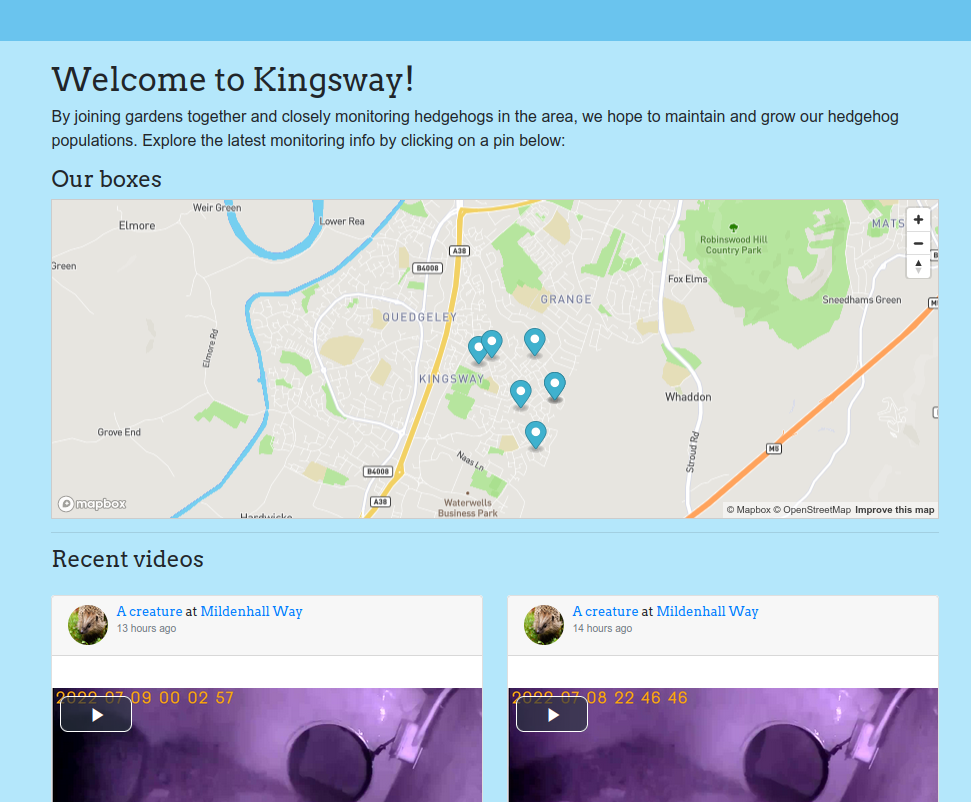 Welcome to Kingsway!
By joining gardens together and closely monitoring hedgehogs in the area, we hope to maintain and grow our hedgehog
populations. Explore the latest monitoring info by clicking on a pin below:
Our boxes
Weir Green
Elmore
Lower Rea
MATS
Robinswood Hill
Country Park
A38
Green
B4008
Fox Elms
GRANGE
Sneedhams Green
QUEDGELEY
Elmore Rd
KINGSWAY
Whaddon
Grove End
Stroud Rd
M5
Naas Ln
B4008
A38
Waterwells
Business Park
mapbox
Hardwicke
© Mapbox © OpenStreetMap Improve this map
Recent videos
A creature at Mildenhall Way
13 hours ago
A creature at Mildenhall Way
14 hours ago
2022 07 09 00 02 57
2022 07 08 22 46 46